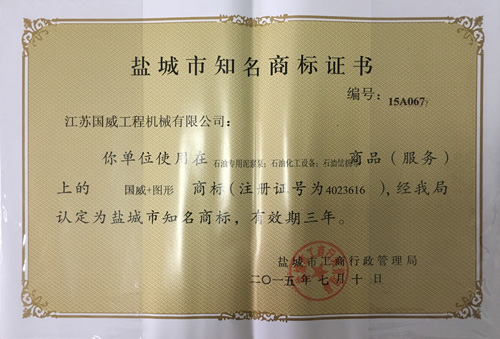 盐城市知名商标证书
编号：15A067
江苏国威工程机械有限公司：
你单位使用在 石油专用泥浆泵；石油化工设备；石油钻机等 商品（服务）
上的 国威+图形 商标（注册证号为4023616 ），经我局
认定为盐城市知名商标，有效期三年。
盐城市工商行政管理局
二〇一五年七月十日